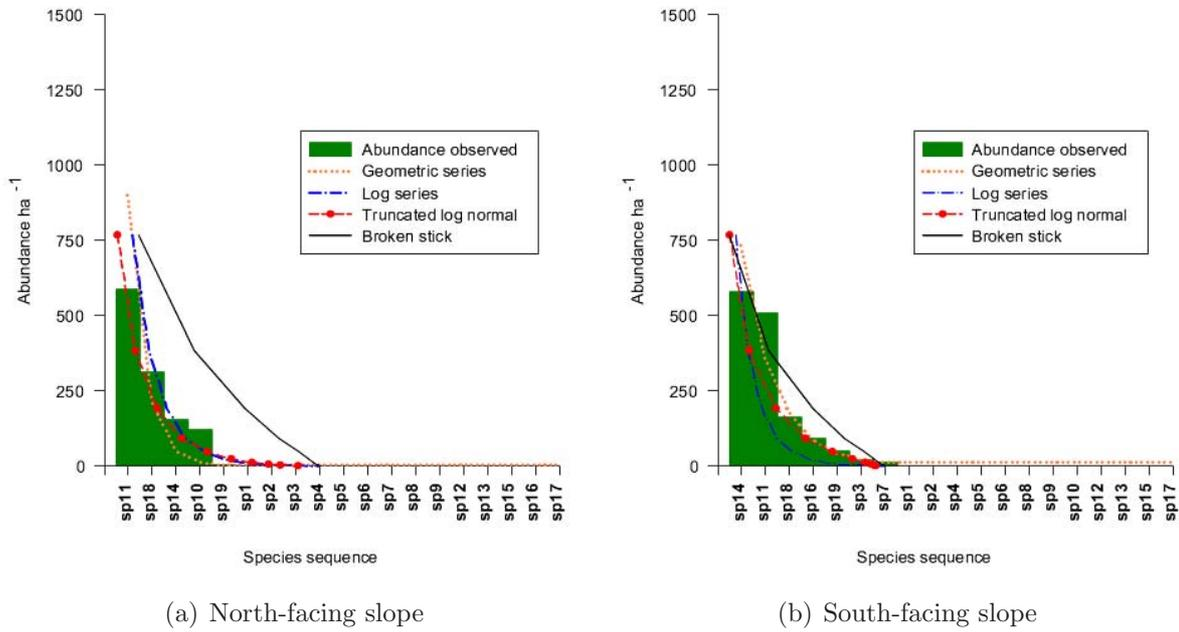 1500
1250
1000
750
500
250
0
Abundance ha -1
Abundance observed
Geometric series
Log series
Truncated log normal
Broken stick
sp11 sp18 sp14 sp10 sp19 sp1 sp2 sp3 sp4 sp5 sp6 sp7 sp8 sp9 sp12 sp13 sp15 sp16 sp17
Species sequence
(a) North-facing slope
1500
1250
1000
750
500
250
0
Abundance ha -1
Abundance observed
Geometric series
Log series
Truncated log normal
Broken stick
sp14 sp11 sp18 sp16 sp19 sp3 sp7 sp1 sp2 sp4 sp5 sp6 sp8 sp9 sp10 sp12 sp13 sp15 sp17
Species sequence
(b) South-facing slope